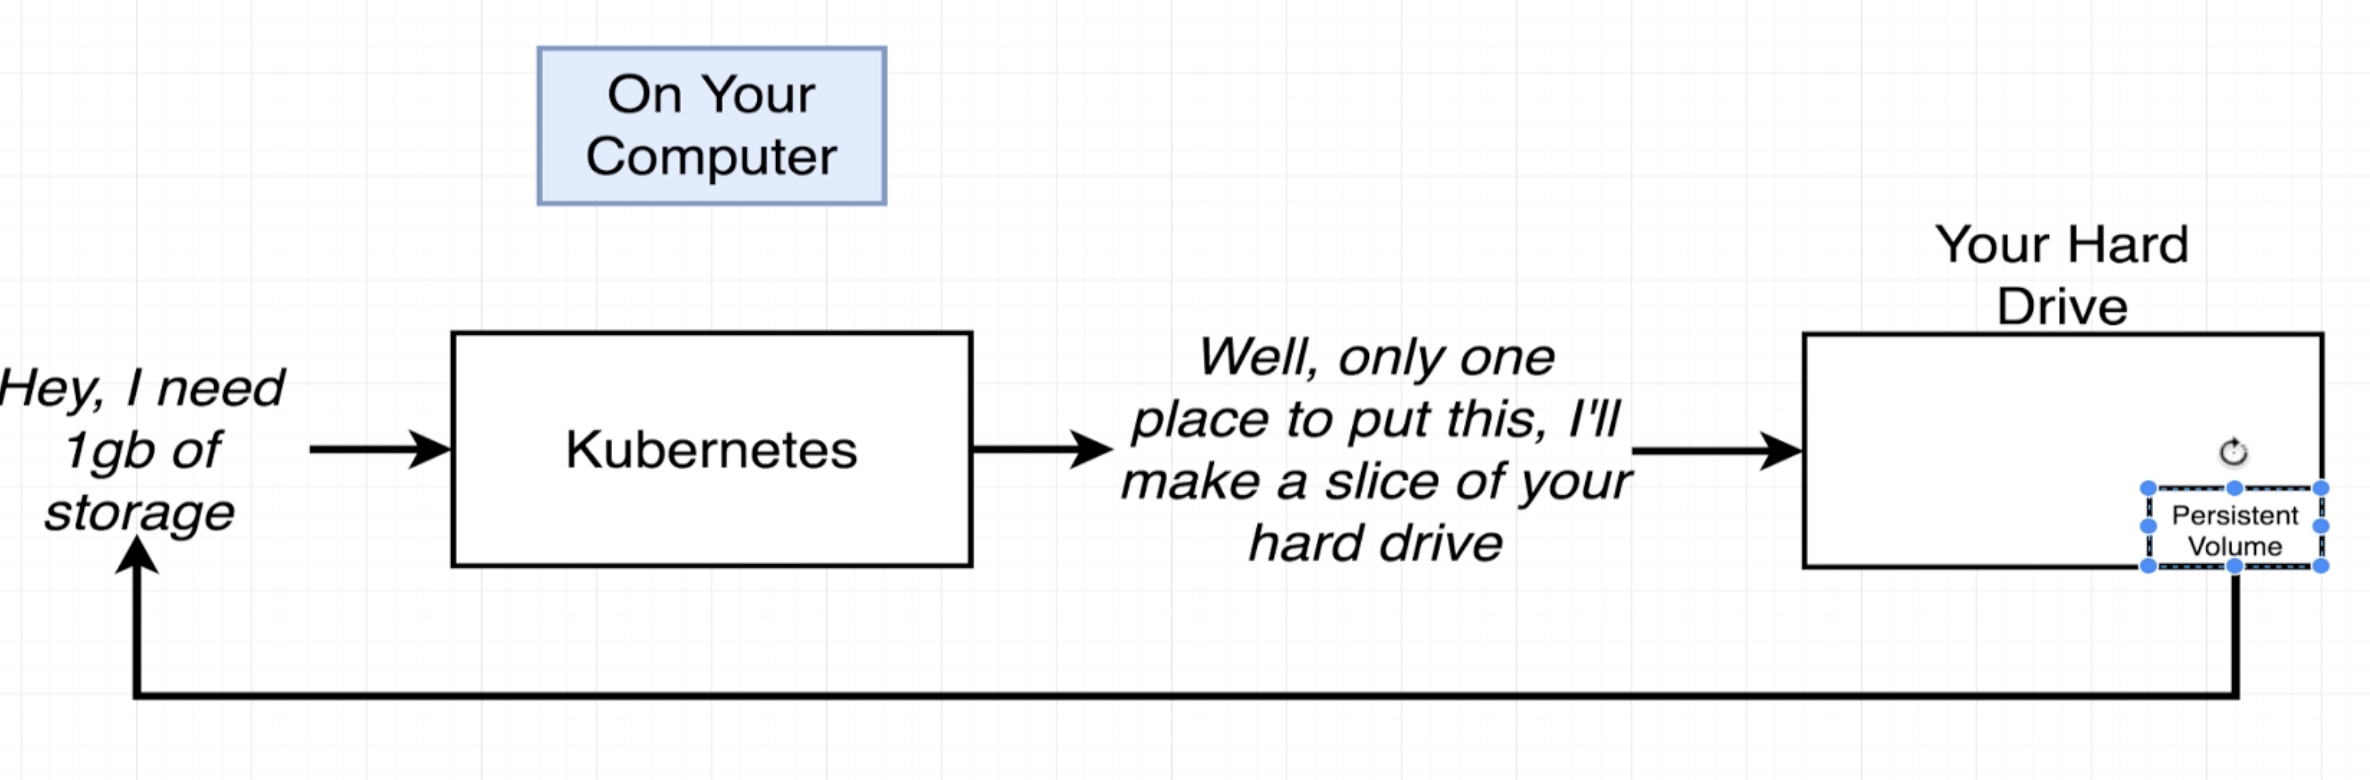 On Your
Computer
Your Hard
Drive
Hey, I need
1gb of
storage
Kubernetes
Well, only one
place to put this, I'll
make a slice of your
hard drive
Persistent
Volume